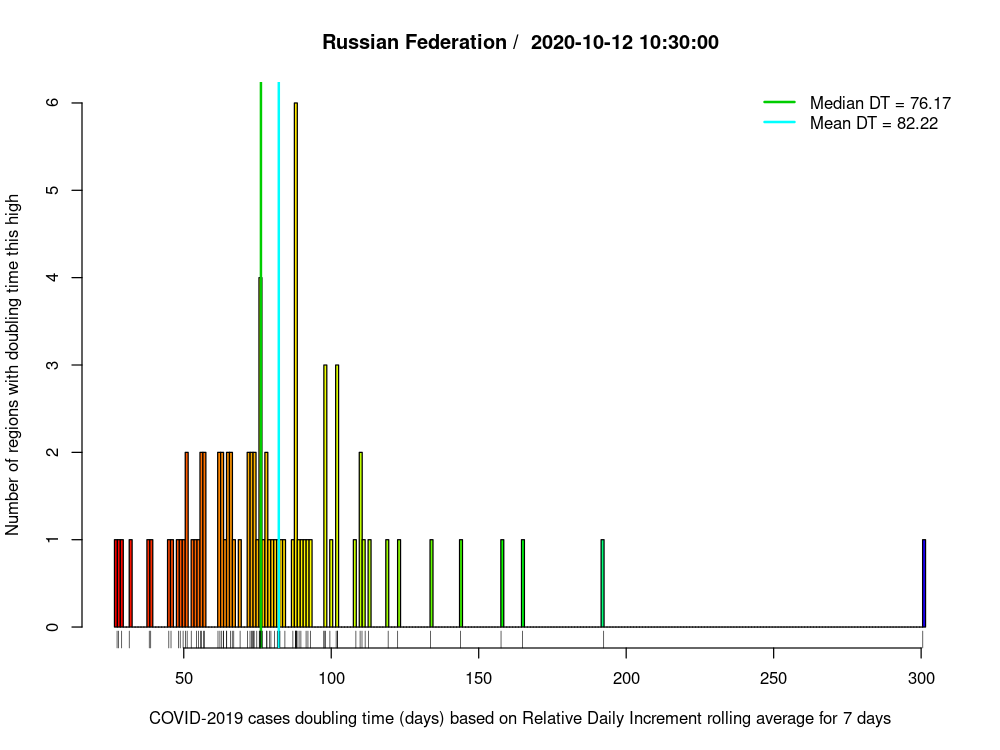 Russian Federation /  2020-10-12 10:30:00
Median DT = 76.17
Mean DT = 82.22
Number of regions with doubling time this high
6
5
4
3
2
1
0
50 100 150 200 250 300
COVID-2019 cases doubling time (days) based on Relative Daily Increment rolling average for 7 days